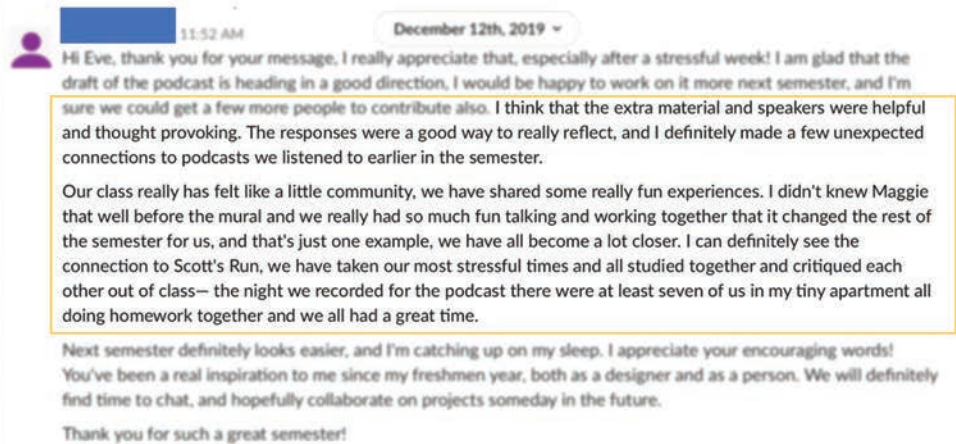 11:52 AM
December 12th, 2019
Hi Eve, thank you for your message, I really appreciate that, especially after a stressful week! I am glad that the
draft of the podcast is heading in a good direction, I would be happy to work on it more next semester, and I'm
sure we could get a few more people to contribute also. I think that the extra material and speakers were helpful
and thought provoking. The responses were a good way to really reflect, and I definitely made a few unexpected
connections to podcasts we listened to earlier in the semester.
Our class really has felt like a little community, we have shared some really fun experiences. I didn't knew Maggie
that well before the mural and we really had so much fun talking and working together that it changed the rest of
the semester for us, and that's just one example, we have all become a lot closer. I can definitely see the
connection to Scott's Run, we have taken our most stressful times and all studied together and critiqued each
other out of class— the night we recorded for the podcast there were at least seven of us in my tiny apartment all
doing homework together and we all had a great time.
Next semester definitely looks easier, and I'm catching up on my sleep. I appreciate your encouraging words!
You've been a real inspiration to me since my freshmen year, both as a designer and as a person. We will definitely
find time to chat, and hopefully collaborate on projects someday in the future.
Thank you for such a great semester!